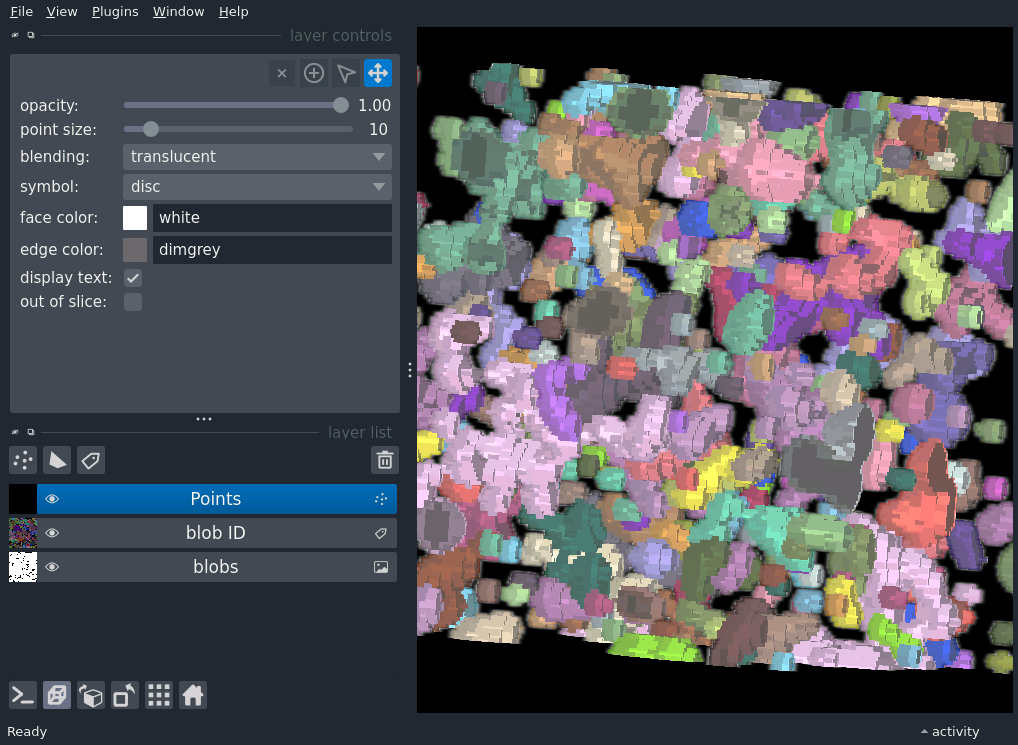 File View Plugins Window Help
layer controls
opacity: 1.00
point size: 10
blending: translucent
symbol: disc
face color: white
edge color: dimgrey
display text:
out of slice:
layer list
Points
blob ID
blobs
Ready activity